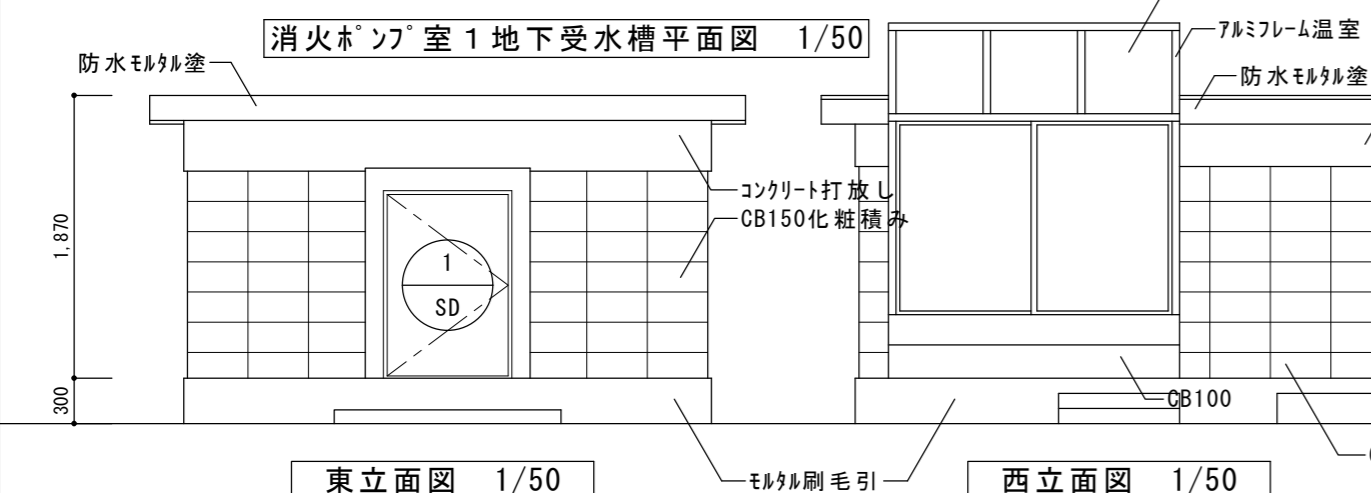 消火ﾎﾟﾝﾌﾟ室1地下受水槽平面図 1/50
アルミフレーム温室
防水モルタル塗
防水モルタル塗
コンクリート打放し
CB150化粧積み
1,870
1
SD
300
CB100
東立面図 1/50
モルタル刷毛引
西立面図 1/50